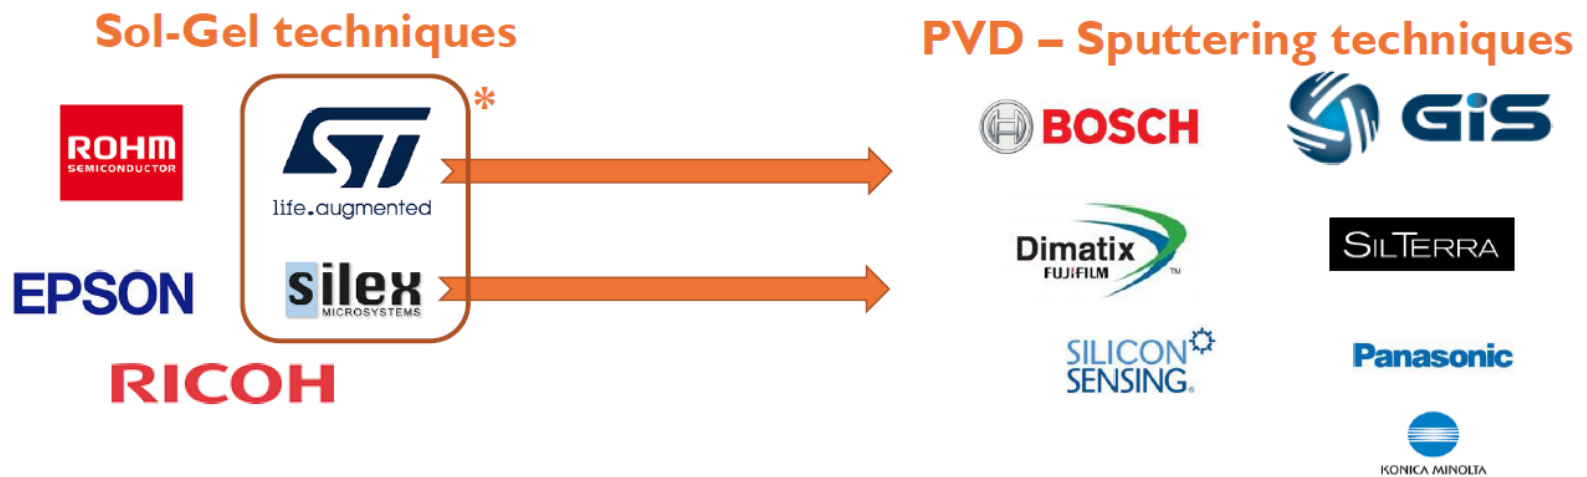 Sol-Gel techniques
PVD – Sputtering techniques
ROHM
SEMICONDUCTOR
ST
life.augmented
*
BOSCH
GiS
EPSON
silex
MICROSYSTEMS
Dimatix
FUJIFILM
TM
SILTERRA
RICOH
SILICON
SENSING®
Panasonic
KONICA MINOLTA